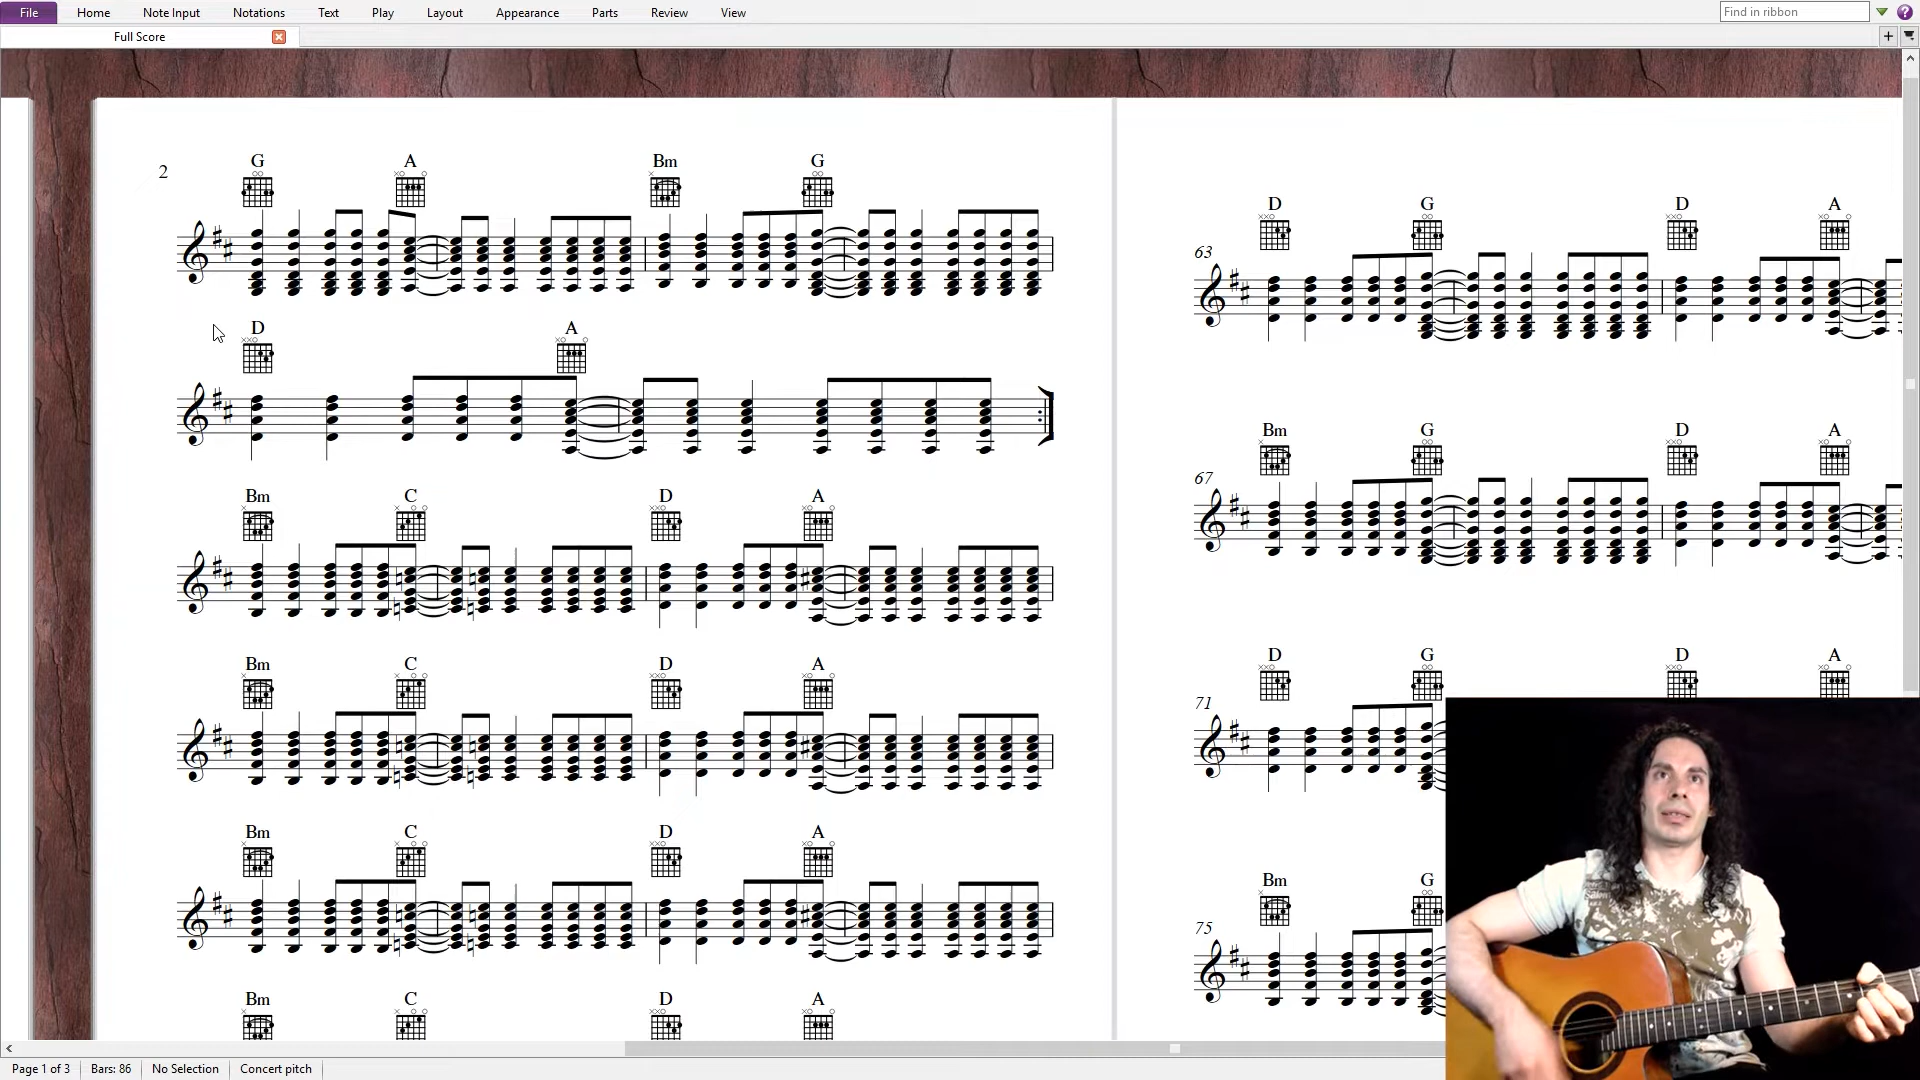 File Home Note Input Notations Text Play Layout Appearance Parts Review View Find in ribbon ?
Full Score
2
G A Bm G
D A
Bm C D A
Bm C D A
Bm C D A
Bm C D A
D G D A
63
Bm G D A
67
D G D A
71
Bm G
75
Page 1 of 3 Bars: 86 No Selection Concert pitch